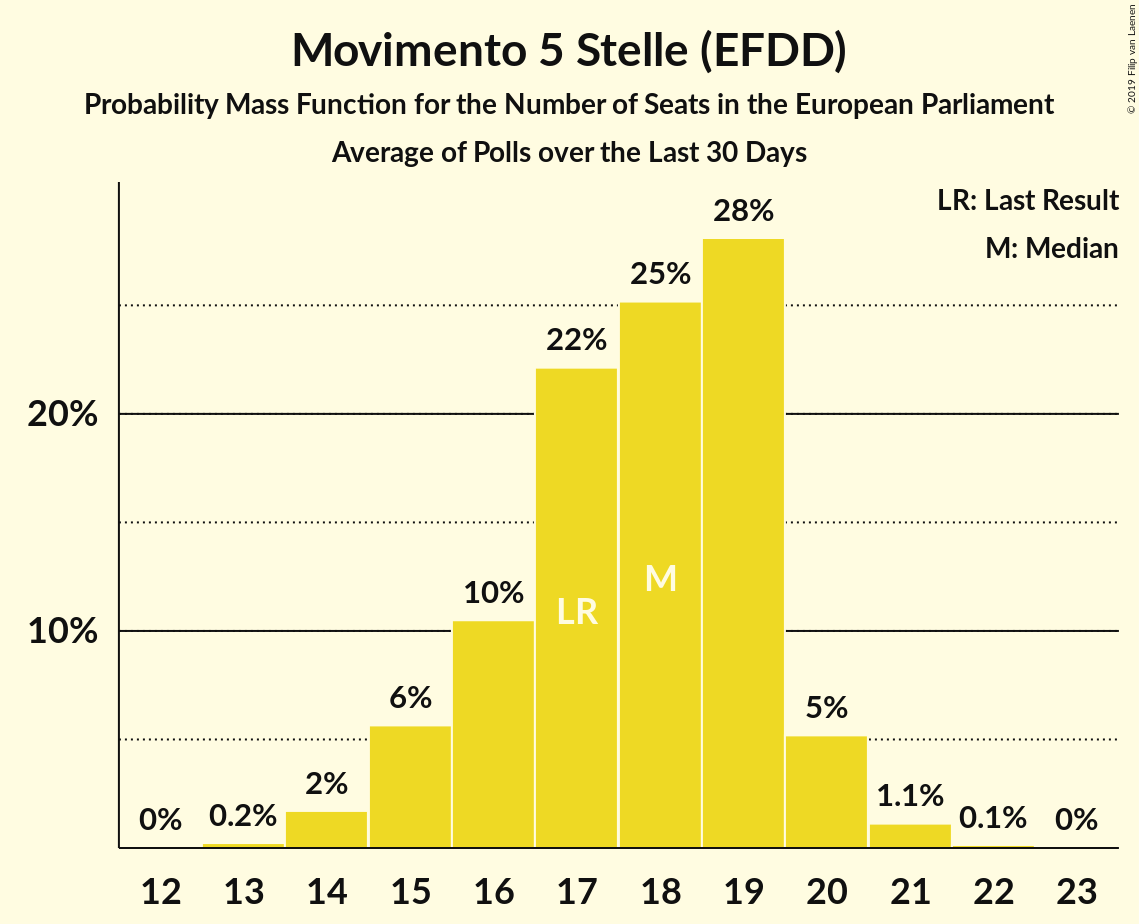 Movimento 5 Stelle (EFDD)
Probability Mass Function for the Number of Seats in the European Parliament
Average of Polls over the Last 30 Days
© 2019 Filip van Laenen
LR: Last Result
M: Median
28%
25%
22%
20%
M
10%
LR
10%
6%
5%
2%
1.1%
0% 0.2% 0.1% 0%
12 13 14 15 16 17 18 19 20 21 22 23